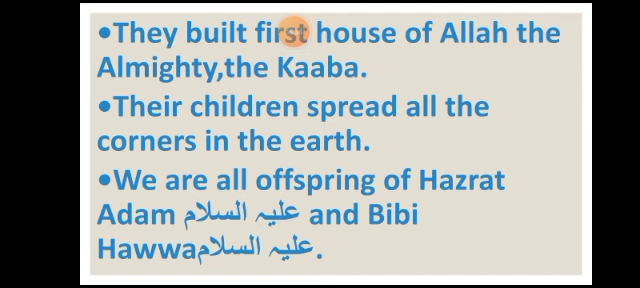 •They built first house of Allah the
Almighty,the Kaaba.
•Their children spread all the
corners in the earth.
•We are all offspring of Hazrat
Adam علیہ السلام and Bibi
Hawwaعلیہ السلام.